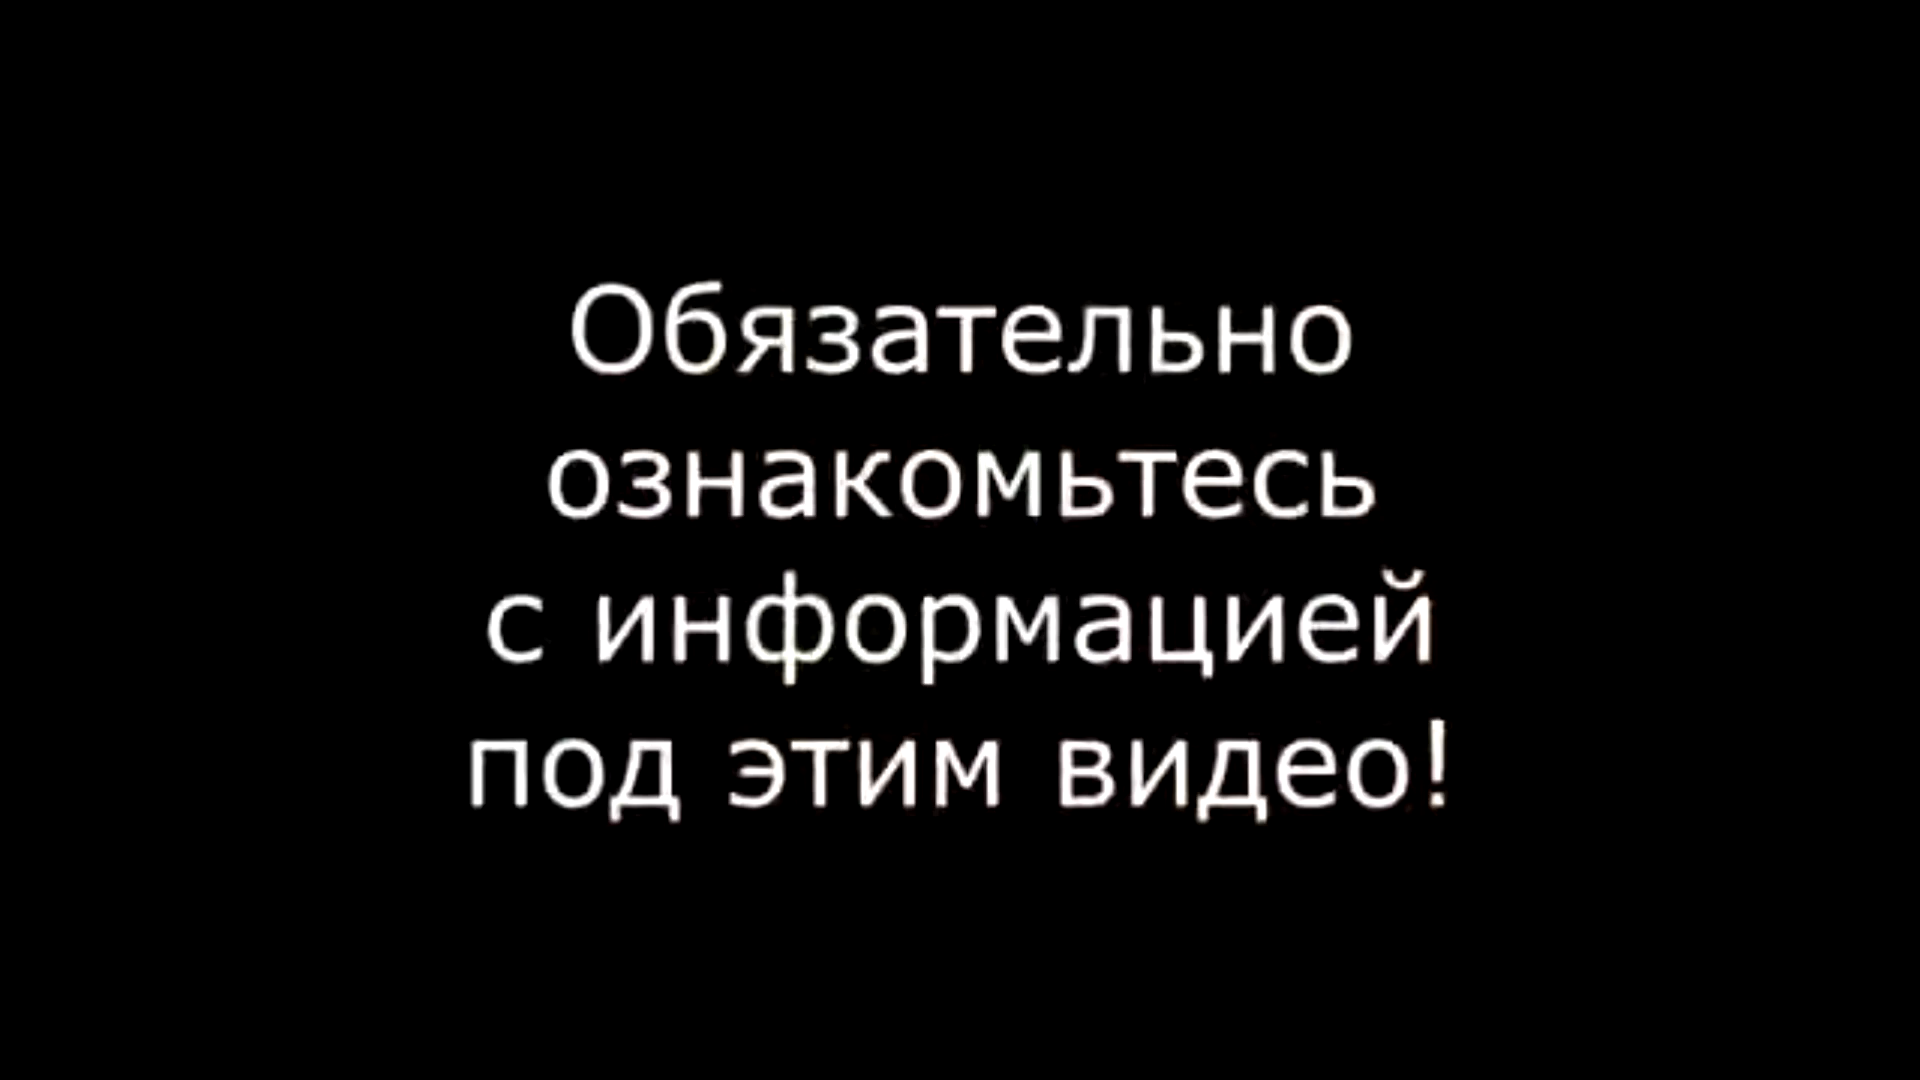 Обязательно
ознакомьтесь
с информацией
под этим видео!